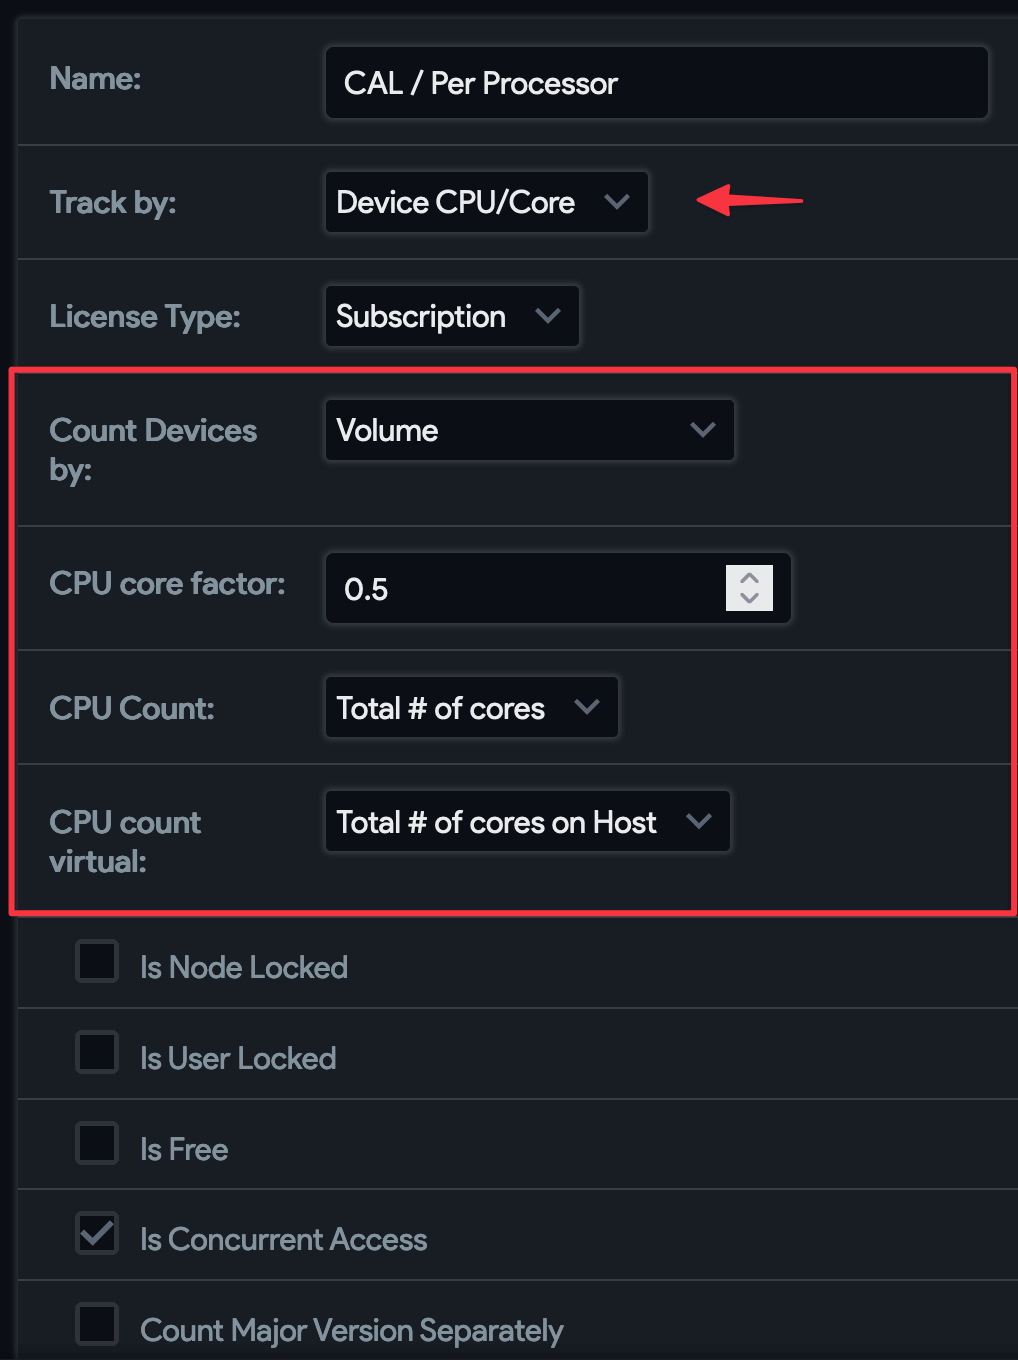 Name:
CAL / Per Processor
Track by:
Device CPU/Core
License Type:
Subscription
Count Devices
by:
Volume
CPU core factor:
0.5
CPU Count:
Total # of cores
CPU count
virtual:
Total # of cores on Host
Is Node Locked
Is User Locked
Is Free
Is Concurrent Access
Count Major Version Separately